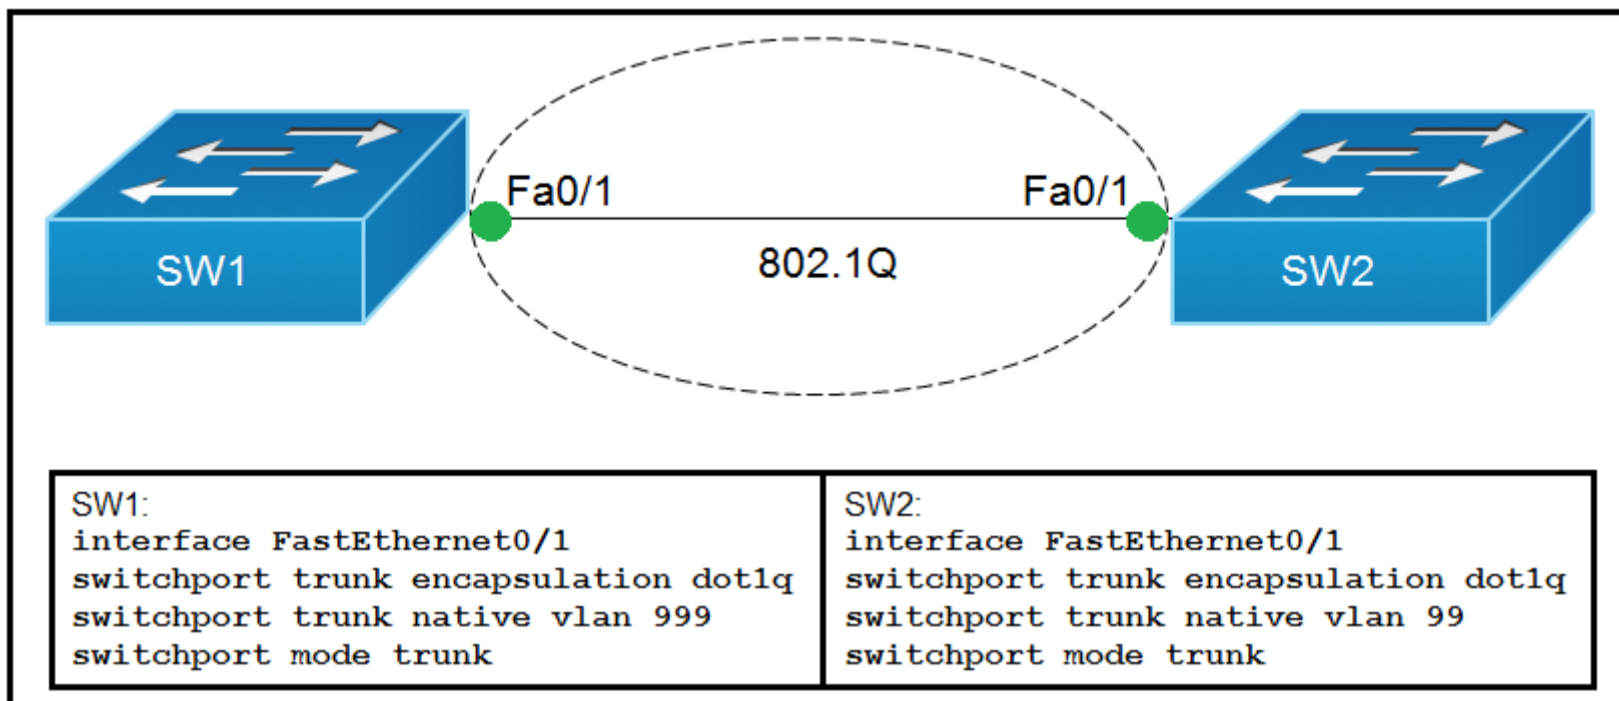 Fa0/1
Fa0/1
802.1Q
SW1
SW2
SW1:
interface FastEthernet0/1
switchport trunk encapsulation dot1q
switchport trunk native vlan 999
switchport mode trunk
SW2:
interface FastEthernet0/1
switchport trunk encapsulation dot1q
switchport trunk native vlan 99
switchport mode trunk